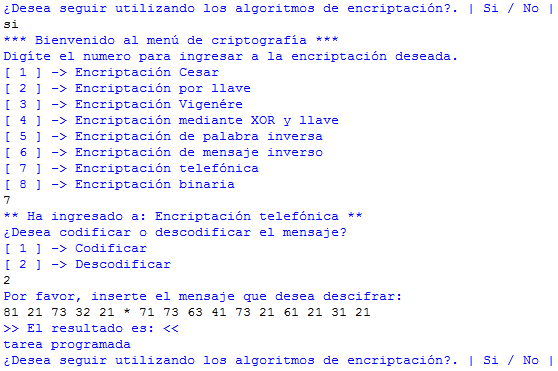 ¿Desea seguir utilizando los algoritmos de encriptación?. | Si / No |
si
*** Bienvenido al menú de criptografía ***
Digíte el numero para ingresar a la encriptación deseada.
[ 1 ] -> Encriptación Cesar
[ 2 ] -> Encriptación por llave
[ 3 ] -> Encriptación Vigenére
[ 4 ] -> Encriptación mediante XOR y llave
[ 5 ] -> Encriptación de palabra inversa
[ 6 ] -> Encriptación de mensaje inverso
[ 7 ] -> Encriptación telefónica
[ 8 ] -> Encriptación binaria
7
** Ha ingresado a: Encriptación telefónica **
¿Desea codificar o descodificar el mensaje?
[ 1 ] -> Codificar
[ 2 ] -> Descodificar
2
Por favor, inserte el mensaje que desea descifrar:
81 21 73 32 21 * 71 73 63 41 73 21 61 21 31 21
>> El resultado es: <<
tarea programada
¿Desea seguir utilizando los algoritmos de encriptación?. | Si / No |